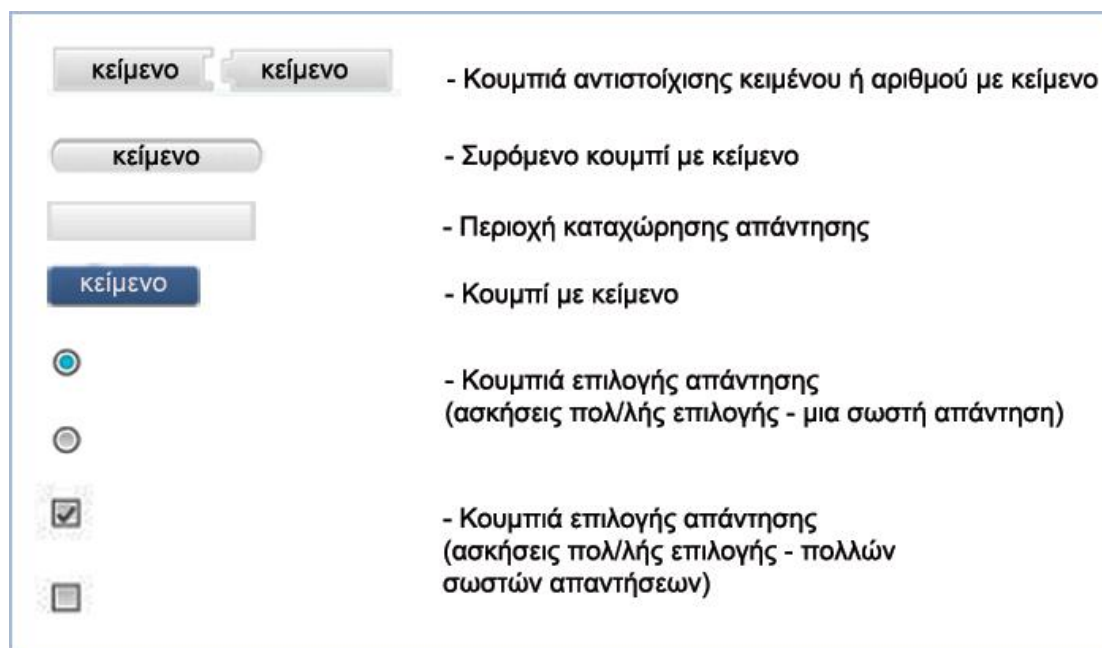 κείμενο κείμενο - Κουμπιά αντιστοίχισης κειμένου ή αριθμού με κείμενο
κείμενο - Συρόμενο κουμπί με κείμενο
- Περιοχή καταχώρησης απάντησης
κείμενο - Κουμπί με κείμενο
- Κουμπιά επιλογής απάντησης
(ασκήσεις πολ/λής επιλογής - μια σωστή απάντηση)
- Κουμπιά επιλογής απάντησης
(ασκήσεις πολ/λής επιλογής - πολλών
σωστών απαντήσεων)